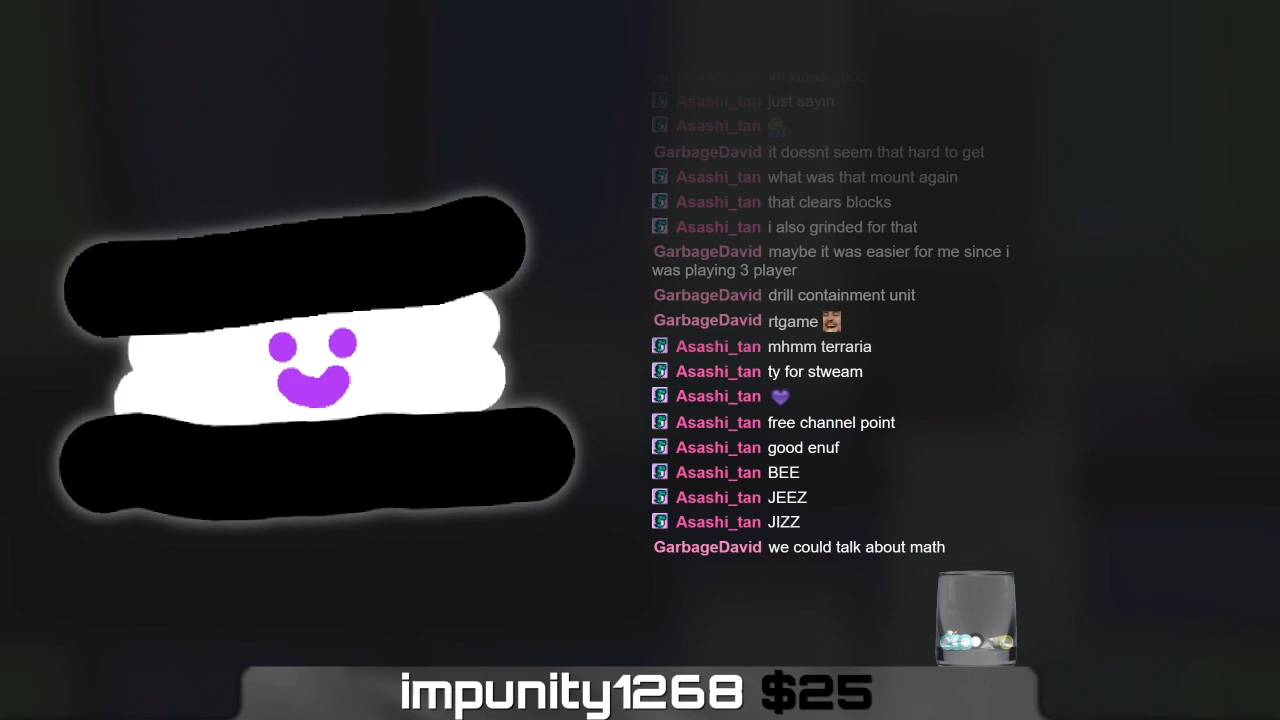 im kinda good
Asashi_tan just sayin
Asashi_tan
GarbageDavid it doesnt seem that hard to get
Asashi_tan what was that mount again
Asashi_tan that clears blocks
Asashi_tan i also grinded for that
GarbageDavid maybe it was easier for me since i
was playing 3 player
GarbageDavid drill containment unit
GarbageDavid rtgame
Asashi_tan mhmm terraria
Asashi_tan ty for stweam
Asashi_tan
Asashi_tan free channel point
Asashi_tan good enuf
Asashi_tan BEE
Asashi_tan JEEZ
Asashi_tan JIZZ
GarbageDavid we could talk about math
impunity1268 $25